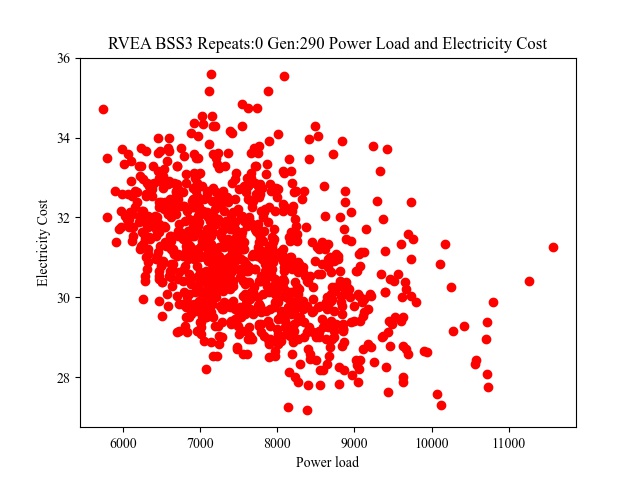 RVEA BSS3 Repeats:0 Gen:290 Power Load and Electricity Cost
36
34
32
30
28
Electricity Cost
6000 7000 8000 9000 10000 11000
Power load